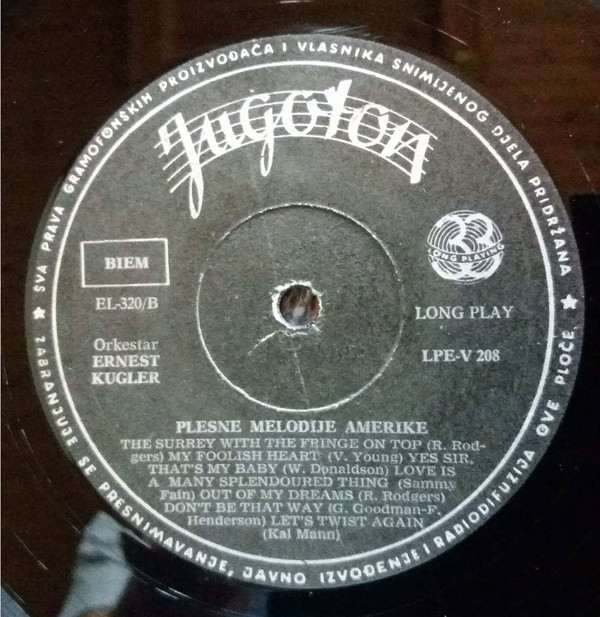 SVA PRAVA GRAMOFONSKIH PROIZVOĐAČA I VLASNIKA SNIMLJENOG DJELA PRIDRŽANA
Jugoton
BIEM
LONG PLAYING
EL-320/B
LONG PLAY
Orkestar
ERNEST
KUGLER
LPE-V 208
PLESNE MELODIJE AMERIKE
THE SURREY WITH THE FRINGE ON TOP (R. Rod-
gers) MY FOOLISH HEART (V. Young) YES SIR,
THAT'S MY BABY (W. Donaldson) LOVE IS
A MANY SPLENDOURED THING (Sammy
Fain) OUT OF MY DREAMS (R. Rodgers)
DON'T BE THAT WAY (G. Goodman-F.
Henderson) LET'S TWIST AGAIN
(Kal Mann)
ZABRANJUJE SE PRESNIMAVANJE, JAVNO IZVOĐENJE I RADIODIFUZIJA OVE PLOČE